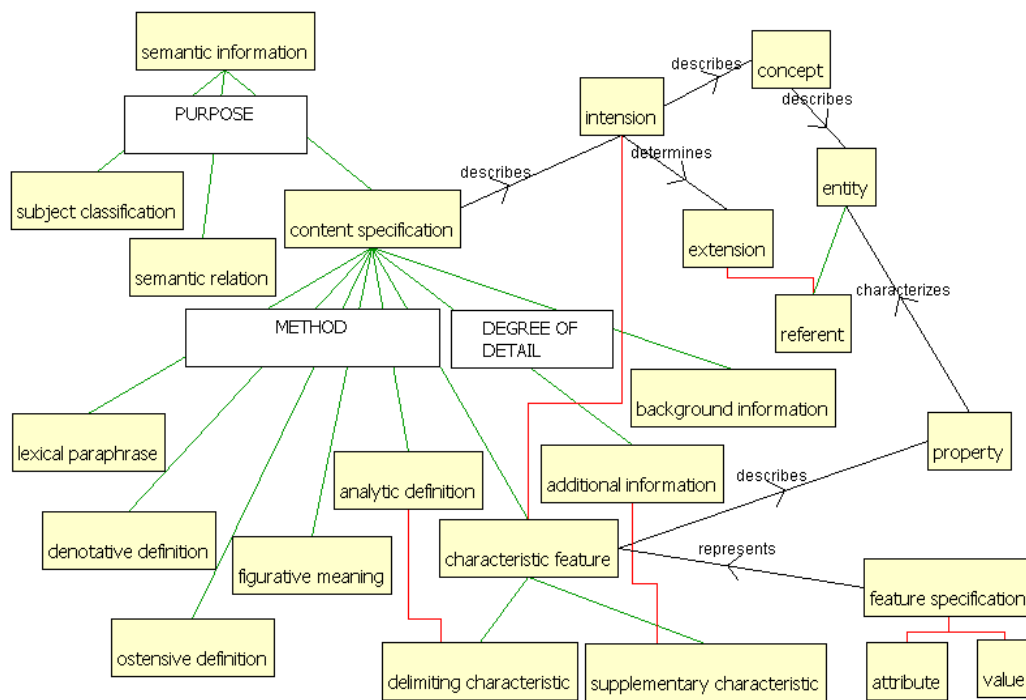 semantic information
concept
describes
describes
PURPOSE
intension
determines
describes
subject classification
entity
content specification
extension
semantic relation
characterizes
METHOD
DEGREE OF
DETAIL
referent
background information
lexical paraphrase
property
analytic definition
additional information
describes
denotative definition
figurative meaning
characteristic feature
represents
feature specification
ostensive definition
delimiting characteristic
supplementary characteristic
attribute
value